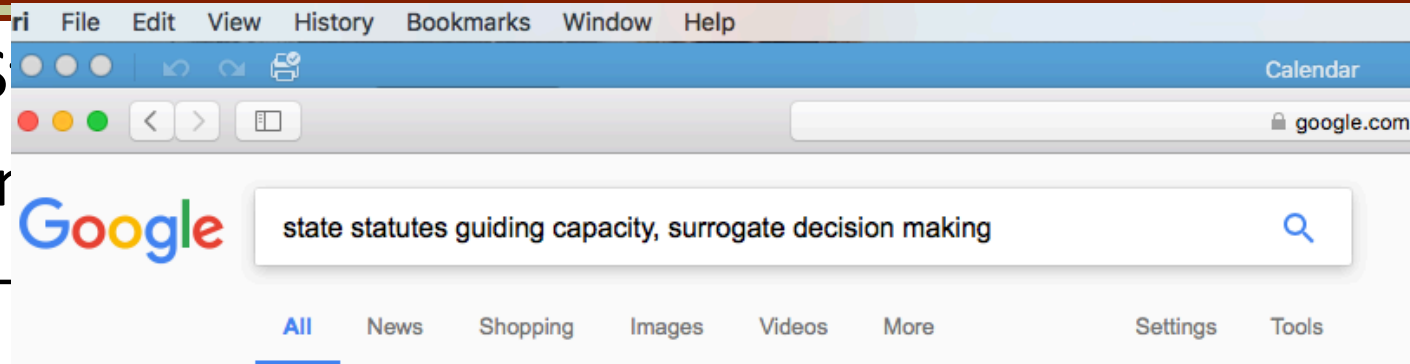 File Edit View History Bookmarks Window Help
Calendar
google.com
Google state statutes guiding capacity, surrogate decision making
All News Shopping Images Videos More Settings Tools